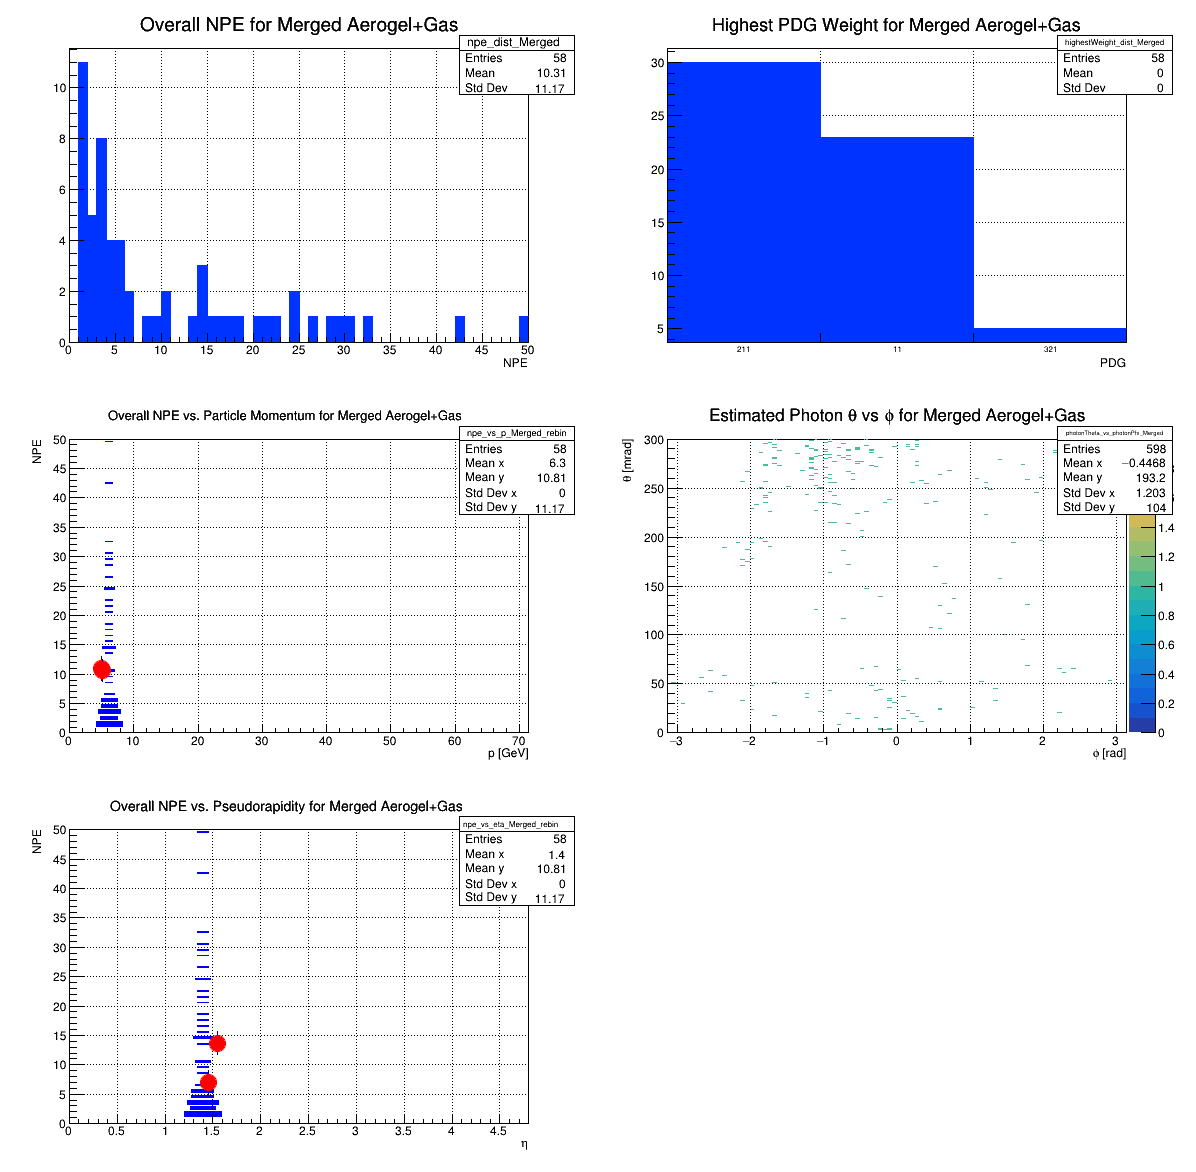 Overall NPE for Merged Aerogel+Gas
npe_dist_Merged
Entries 58
Mean 10.31
Std Dev 11.17
10
8
6
4
2
0
0 5 10 15 20 25 30 35 40 45 50
NPE
Highest PDG Weight for Merged Aerogel+Gas
highestWeight_dist_Merged
Entries 58
Mean 0
Std Dev 0
30
25
20
15
10
5
211 11 321
PDG
Overall NPE vs. Particle Momentum for Merged Aerogel+Gas
npe_vs_p_Merged_rebin
Entries 58
Mean x 6.3
Mean y 10.81
Std Dev x 0
Std Dev y 11.17
NPE
50
45
40
35
30
25
20
15
10
5
0
0 10 20 30 40 50 60 70
p [GeV]
Estimated Photon θ vs ϕ for Merged Aerogel+Gas
photonTheta_vs_photonPhi_Merged
Entries 598
Mean x −0.4468
Mean y 193.2
Std Dev x 1.203
Std Dev y 104
θ [mrad]
300
250
200
150
100
50
0
−3 −2 −1 0 1 2 3
ϕ [rad]
1.4
1.2
1
0.8
0.6
0.4
0.2
0
Overall NPE vs. Pseudorapidity for Merged Aerogel+Gas
npe_vs_eta_Merged_rebin
Entries 58
Mean x 1.4
Mean y 10.81
Std Dev x 0
Std Dev y 11.17
NPE
50
45
40
35
30
25
20
15
10
5
0
0 0.5 1 1.5 2 2.5 3 3.5 4 4.5
η